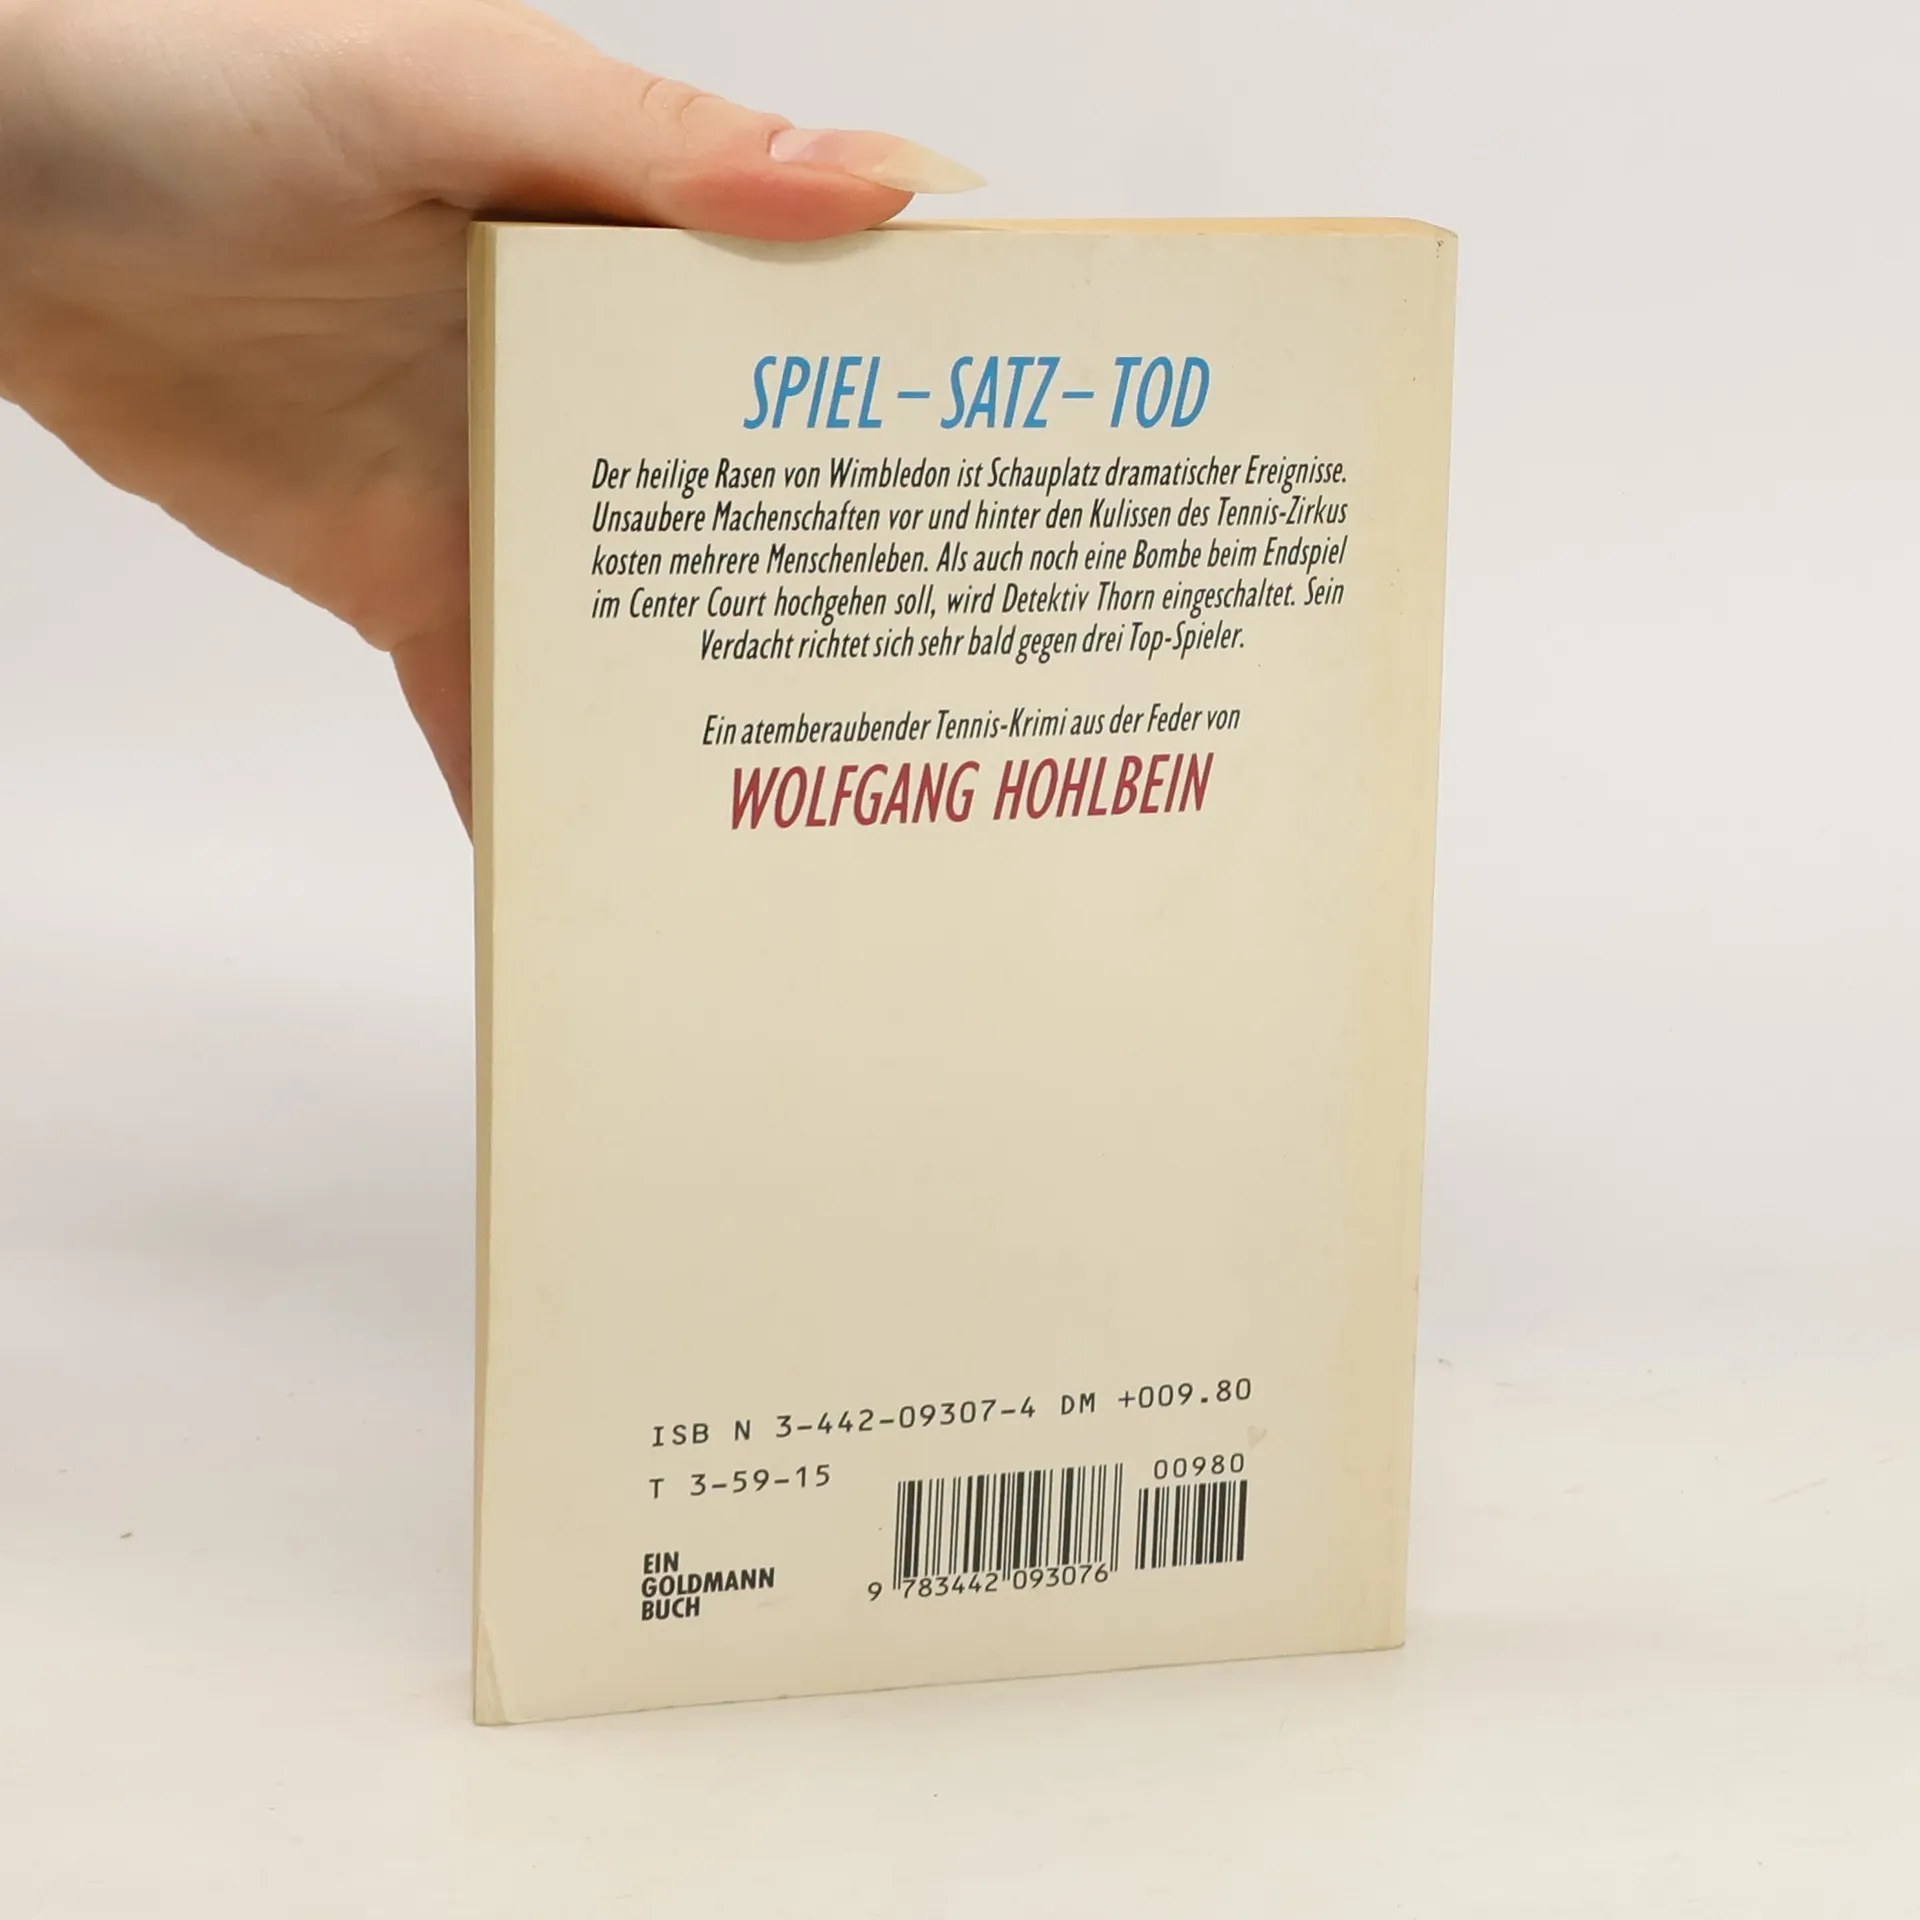 SPIEL – SATZ – TOD
Der heilige Rasen von Wimbledon ist Schauplatz dramatischer Ereignisse.
Unsaubere Machenschaften vor und hinter den Kulissen des Tennis-Zirkus
kosten mehrere Menschenleben. Als auch noch eine Bombe beim Endspiel
im Center Court hochgehen soll, wird Detektiv Thorn eingeschaltet. Sein
Verdacht richtet sich sehr bald gegen drei Top-Spieler.
Ein atemberaubender Tennis-Krimi aus der Feder von
WOLFGANG HOHLBEIN
ISB N 3-442-09307-4 DM +009.80
T 3-59-15
00980
EIN
GOLDMANN
BUCH
9 783442 093076